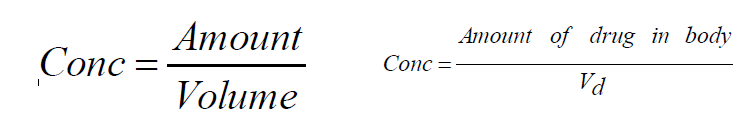 Conc = Amount / Volume
Conc = Amount of drug in body / Vd